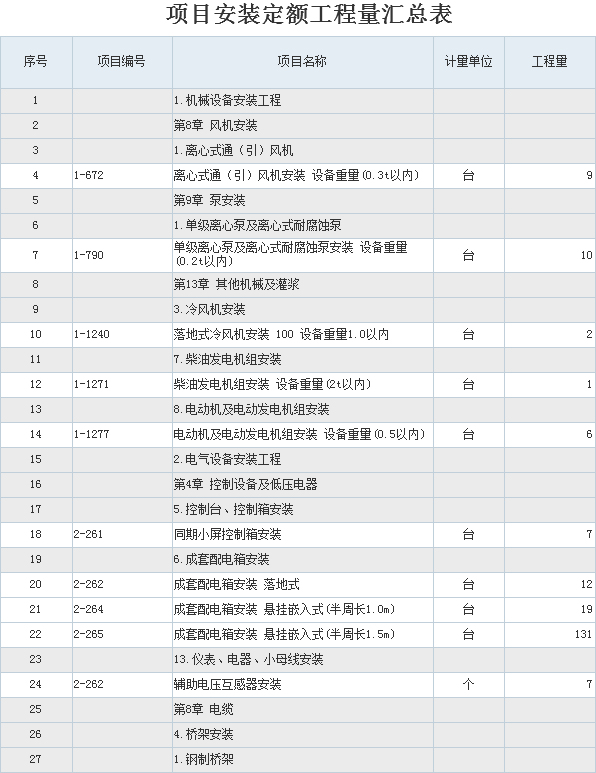 项目安装定额工程量汇总表
序号 项目编号 项目名称 计量单位 工程量
1 1.机械设备安装工程
2 第8章 风机安装
3 1.离心式通（引）风机
4 1-672 离心式通（引）风机安装 设备重量(0.3t以内) 台 9
5 第9章 泵安装
6 1.单级离心泵及离心式耐腐蚀泵
7 1-790 单级离心泵及离心式耐腐蚀泵安装 设备重量 台 10
(0.2t以内)
8 第13章 其他机械及灌浆
9 3.冷风机安装
10 1-1240 落地式冷风机安装 100 设备重量1.0以内 台 2
11 7.柴油发电机组安装
12 1-1271 柴油发电机组安装 设备重量(2t以内) 台 1
13 8.电动机及电动发电机组安装
14 1-1277 电动机及电动发电机组安装 设备重量(0.5以内) 台 6
15 2.电气设备安装工程
16 第4章 控制设备及低压电器
17 5.控制台、控制箱安装
18 2-261 同期小屏控制箱安装 台 7
19 6.成套配电箱安装
20 2-262 成套配电箱安装 落地式 台 12
21 2-264 成套配电箱安装 悬挂嵌入式(半周长1.0m) 台 19
22 2-265 成套配电箱安装 悬挂嵌入式(半周长1.5m) 台 131
23 13.仪表、电器、小母线安装
24 2-262 辅助电压互感器安装 个 7
25 第8章 电缆
26 4.桥架安装
27 1.钢制桥架